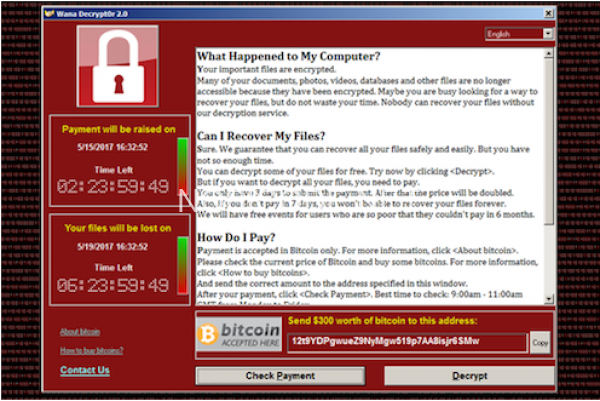 Wana Decrypt0r 2.0
English
What Happened to My Computer?
Your important files are encrypted.
Many of your documents, photos, videos, databases and other files are no longer
accessible because they have been encrypted. Maybe you are busy looking for a way to
recover your files, but do not waste your time. Nobody can recover your files without
our decryption service.
Can I Recover My Files?
Sure. We guarantee that you can recover all your files safely and easily. But you have
not so enough time.
You can decrypt some of your files for free. Try now by clicking <Decrypt>.
But if you want to decrypt all your files, you need to pay.
You only have 3 days to submit the payment. After that the price will be doubled.
Also, if you don't pay in 7 days, you won't be able to recover your files forever.
We will have free events for users who are so poor that they couldn't pay in 6 months.
How Do I Pay?
Payment is accepted in Bitcoin only. For more information, click <About bitcoin>.
Please check the current price of Bitcoin and buy some bitcoins. For more information,
click <How to buy bitcoins>.
And send the correct amount to the address specified in this window.
After your payment, click <Check Payment>. Best time to check: 9:00am - 11:00am
GMT from Monday to Friday
Payment will be raised on
5/15/2017 16:32:52
Time Left
02:23:59:49
Your files will be lost on
5/19/2017 16:32:52
Time Left
06:23:59:49
About bitcoin
How to buy bitcoins?
Contact Us
bitcoin
ACCEPTED HERE
Send $300 worth of bitcoin to this address:
12t9YDPgwueZ9NyMgw519p7AA8isjr6SMw
Copy
Check Payment
Decrypt